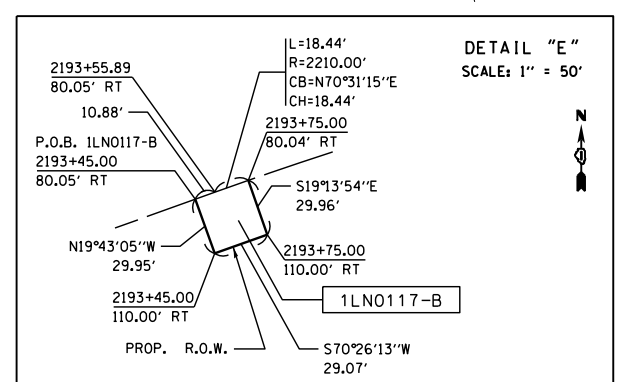 DETAIL "E"
SCALE: 1" = 50'
N
L=18.44'
R=2210.00'
CB=N70°31'15"E
CH=18.44'
2193+55.89
80.05' RT
10.88'
2193+75.00
80.04' RT
P.O.B. 1LN0117-B
2193+45.00
80.05' RT
S19°13'54"E
29.96'
N19°43'05"W
29.95'
2193+75.00
110.00' RT
2193+45.00
110.00' RT
1LN0117-B
PROP. R.O.W.
S70°26'13"W
29.07'